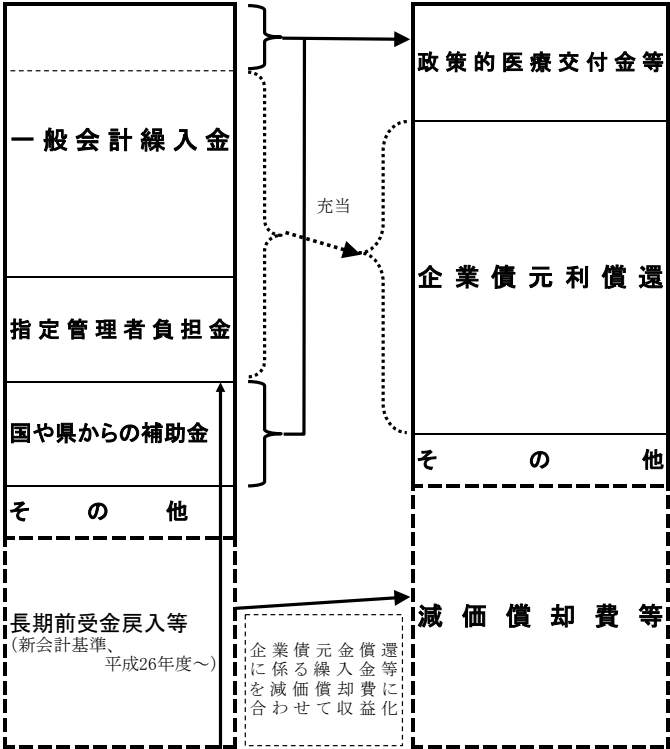 一般会計繰入金
指定管理者負担金
国や県からの補助金
その他
長期前受金戻入等
（新会計基準、
平成26年度～）
充当
企業債元金償還
に係る繰入金等
を減価償却費に
合わせて収益化
政策的医療交付金等
企業債元利償還
その他
減価償却費等